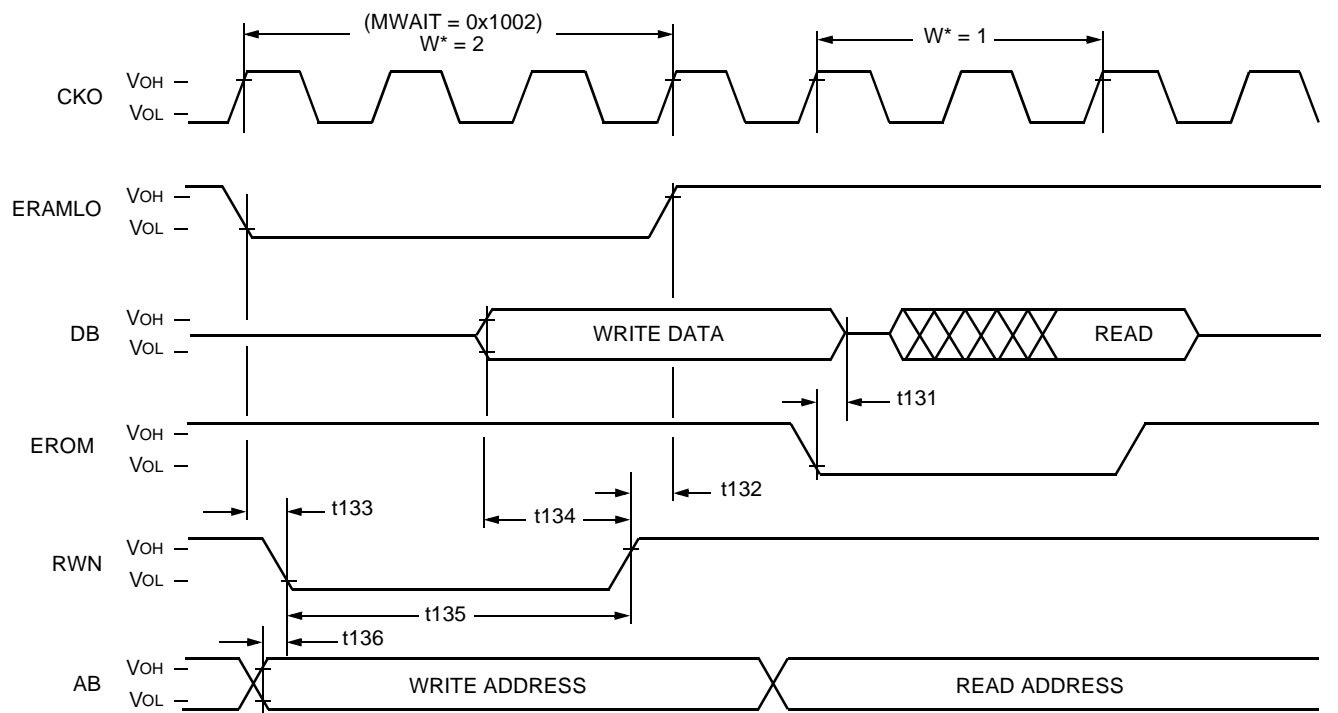 (MWAIT = 0x1002)
W* = 2
W* = 1
CKO
VOH
VOL
ERAMLO
VOH
VOL
DB
VOH
VOL
WRITE DATA
READ
t131
EROM
VOH
VOL
t132
t133
t134
RWN
VOH
VOL
t135
t136
AB
VOH
VOL
WRITE ADDRESS
READ ADDRESS